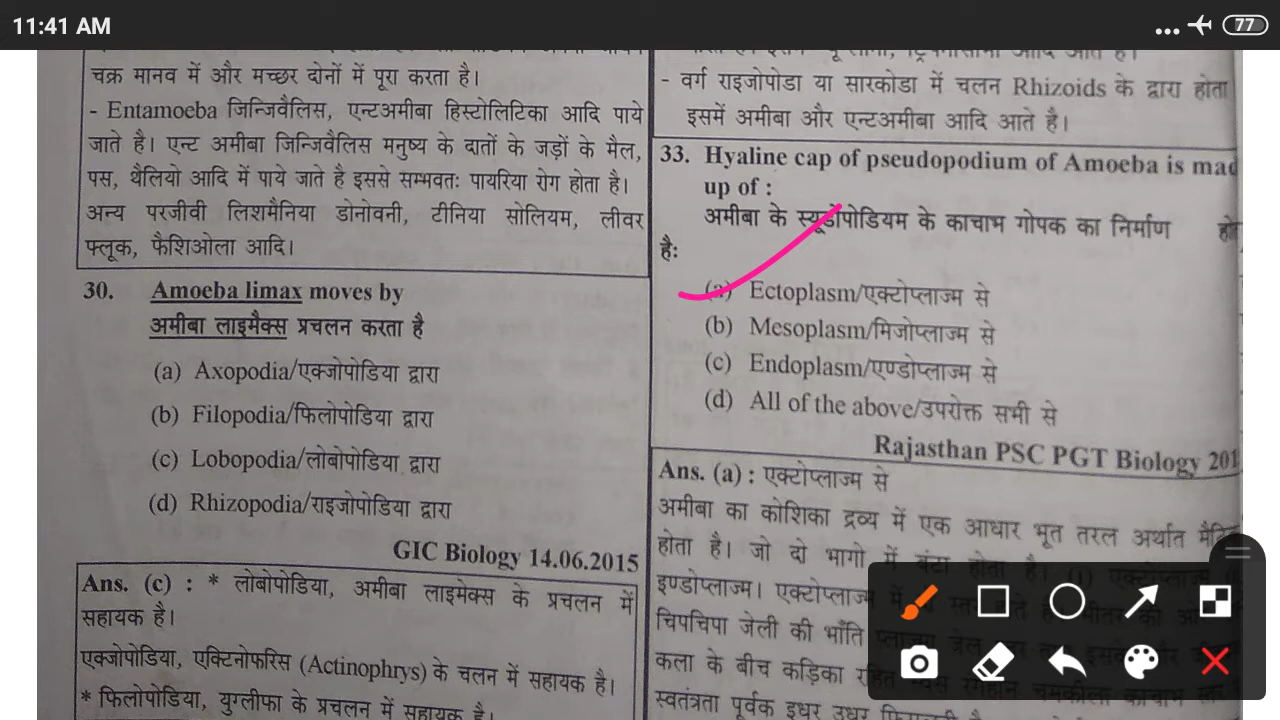 11:41 AM
77
चक्र मानव में और मच्छर दोनों में पूरा करता है।
- Entamoeba जिन्जिवैलिस, एन्टअमीबा हिस्टोलिटिका आदि पाये
जाते है। एन्ट अमीबा जिन्जिवैलिस मनुष्य के दातों के जड़ों के मैल,
पस, थैलियो आदि में पाये जाते है इससे सम्भवतः पायरिया रोग होता है।
अन्य परजीवी लिशमैनिया डोनोवनी, टीनिया सोलियम, लीवर
फ्लूक, फैशिओला आदि।
30. Amoeba limax moves by
अमीबा लाइमैक्स प्रचलन करता है
(a) Axopodia/एक्जोपोडिया द्वारा
(b) Filopodia/फिलोपोडिया द्वारा
(c) Lobopodia/लोबोपोडिया द्वारा
(d) Rhizopodia/राइजोपोडिया द्वारा
GIC Biology 14.06.2015
Ans. (c) : * लोबोपोडिया, अमीबा लाइमेक्स के प्रचलन में
सहायक है।
एक्जोपोडिया, एक्टिनोफरिस (Actinophrys) के चलन में सहायक है।
* फिलोपोडिया, युग्लीफा के प्रचलन में सहायक है।
- वर्ग राइजोपोडा या सारकोडा में चलन Rhizoids के द्वारा होता
इसमें अमीबा और एन्टअमीबा आदि आते है।
33. Hyaline cap of pseudopodium of Amoeba is mad
up of :
अमीबा के स्यूडोपोडियम के काचाभ गोपक का निर्माण
है:
(a) Ectoplasm/एक्टोप्लाज्म से
(b) Mesoplasm/मिजोप्लाज्म से
(c) Endoplasm/एण्डोप्लाज्म से
(d) All of the above/उपरोक्त सभी से
Rajasthan PSC PGT Biology 201
Ans. (a) : एक्टोप्लाज्म से
अमीबा का कोशिका द्रव्य में एक आधार भूत तरल अर्थात
होता है। जो दो भागो में बंटा होता है।
इण्डोप्लाज्म। एक्टोप्लाज्म में
चिपचिपा जेली की भाँति प्लाज्मा जेल
कला के बीच कड़िका रहित
स्वतंत्रता पूर्वक इधर उधर